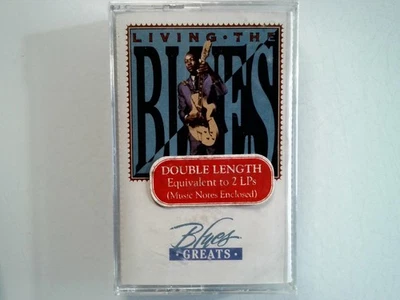 LIVING · THE
BLUES
DOUBLE LENGTH
Equivalent to 2 LPs
(Music Notes Enclosed)
Blues
· GREATS ·